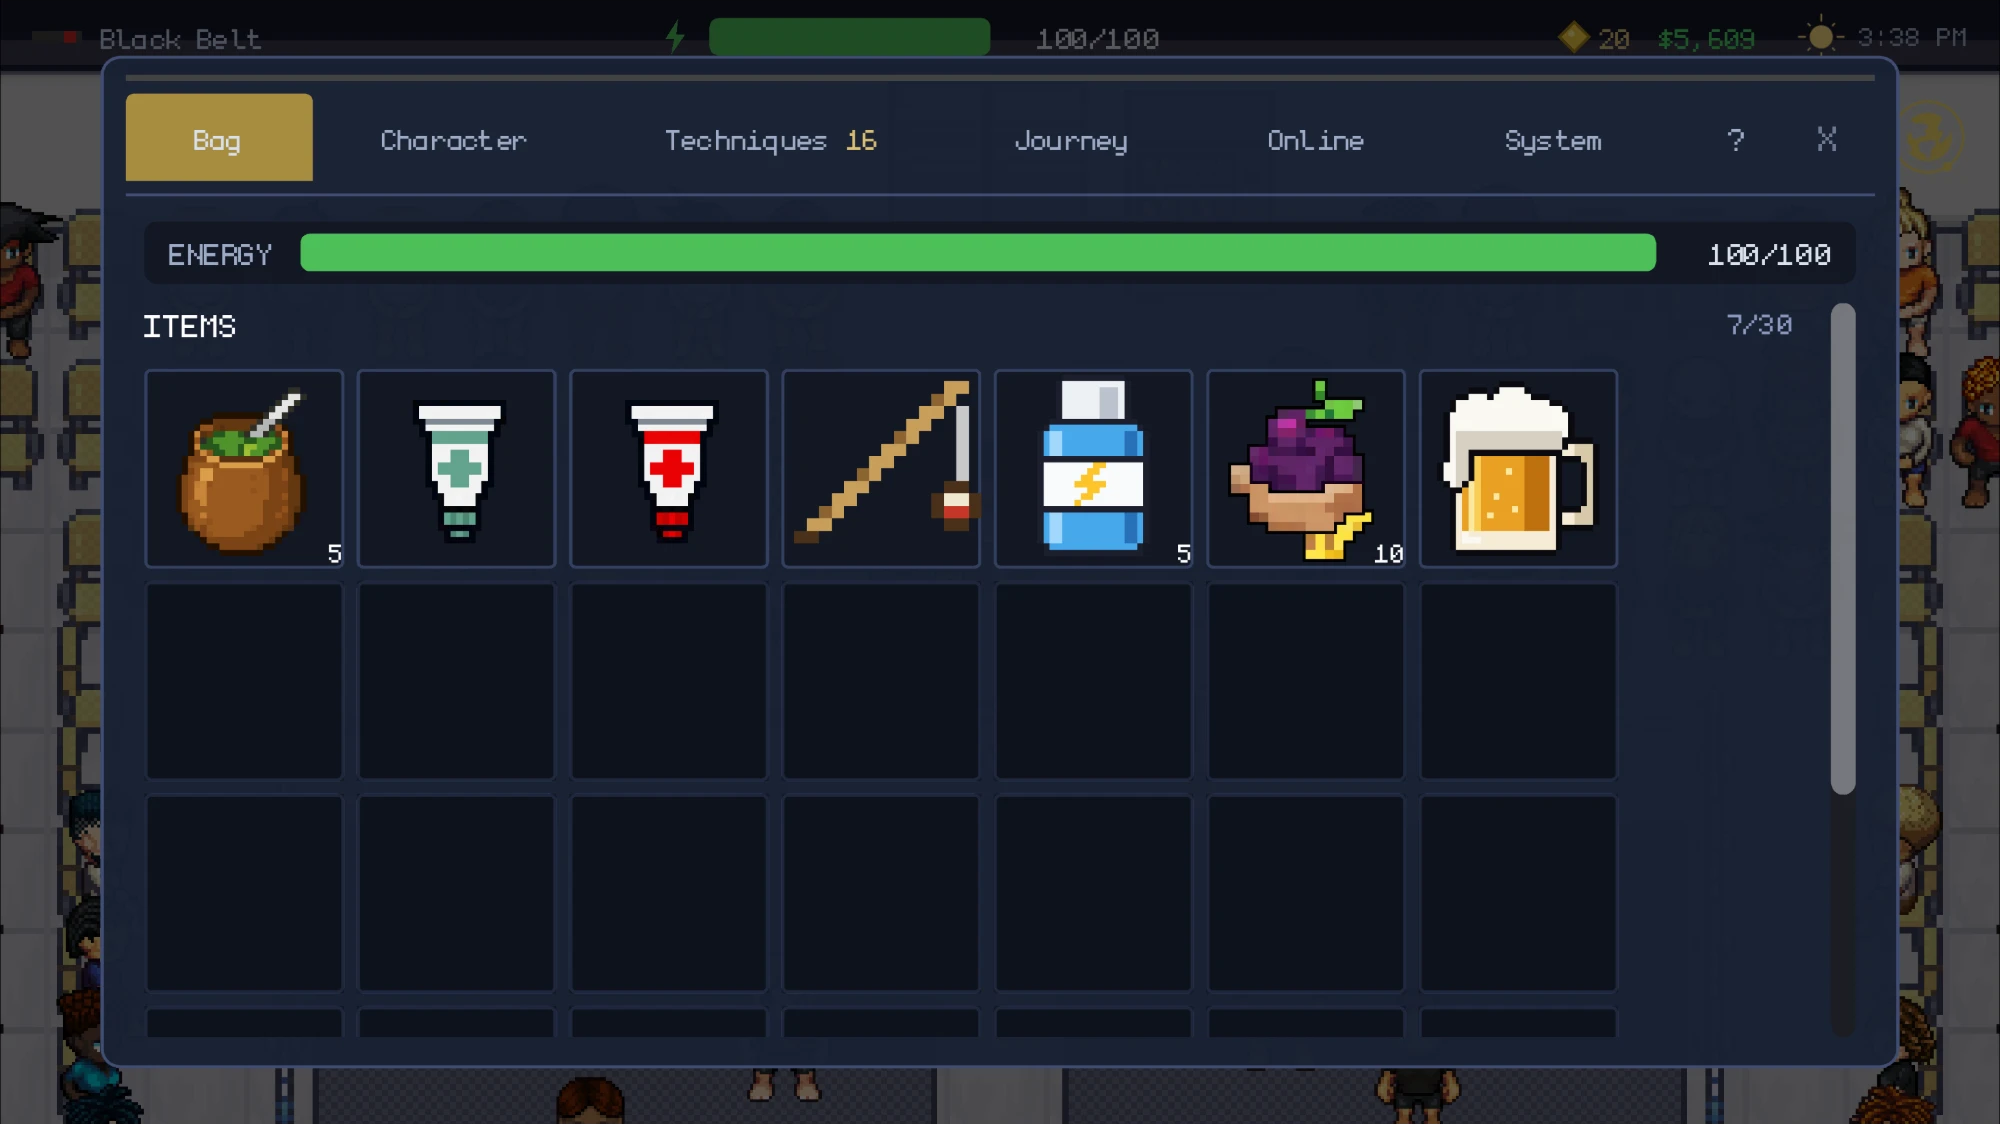 Black Belt 100/100 20 $5,609 3:38 PM
Bag Character Techniques 16 Journey Online System ? X
ENERGY 100/100
ITEMS 7/30
5 5 10